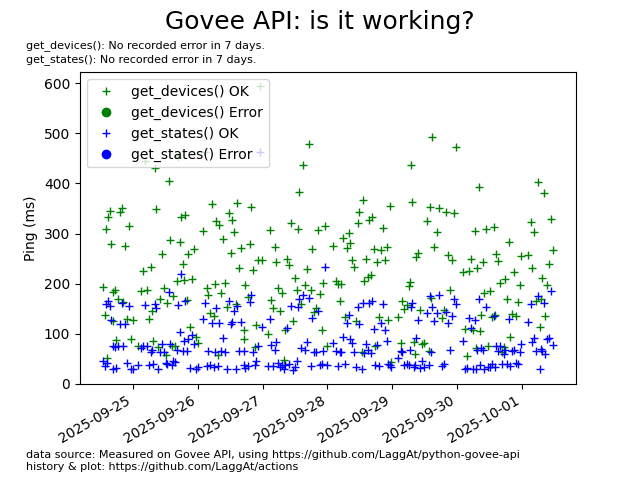 Govee API: is it working?
get_devices(): No recorded error in 7 days.
get_states(): No recorded error in 7 days.
get_devices() OK
get_devices() Error
get_states() OK
get_states() Error
Ping (ms)
600
500
400
300
200
100
0
2025-09-25
2025-09-26
2025-09-27
2025-09-28
2025-09-29
2025-09-30
2025-10-01
data source: Measured on Govee API, using https://github.com/LaggAt/python-govee-api
history & plot: https://github.com/LaggAt/actions